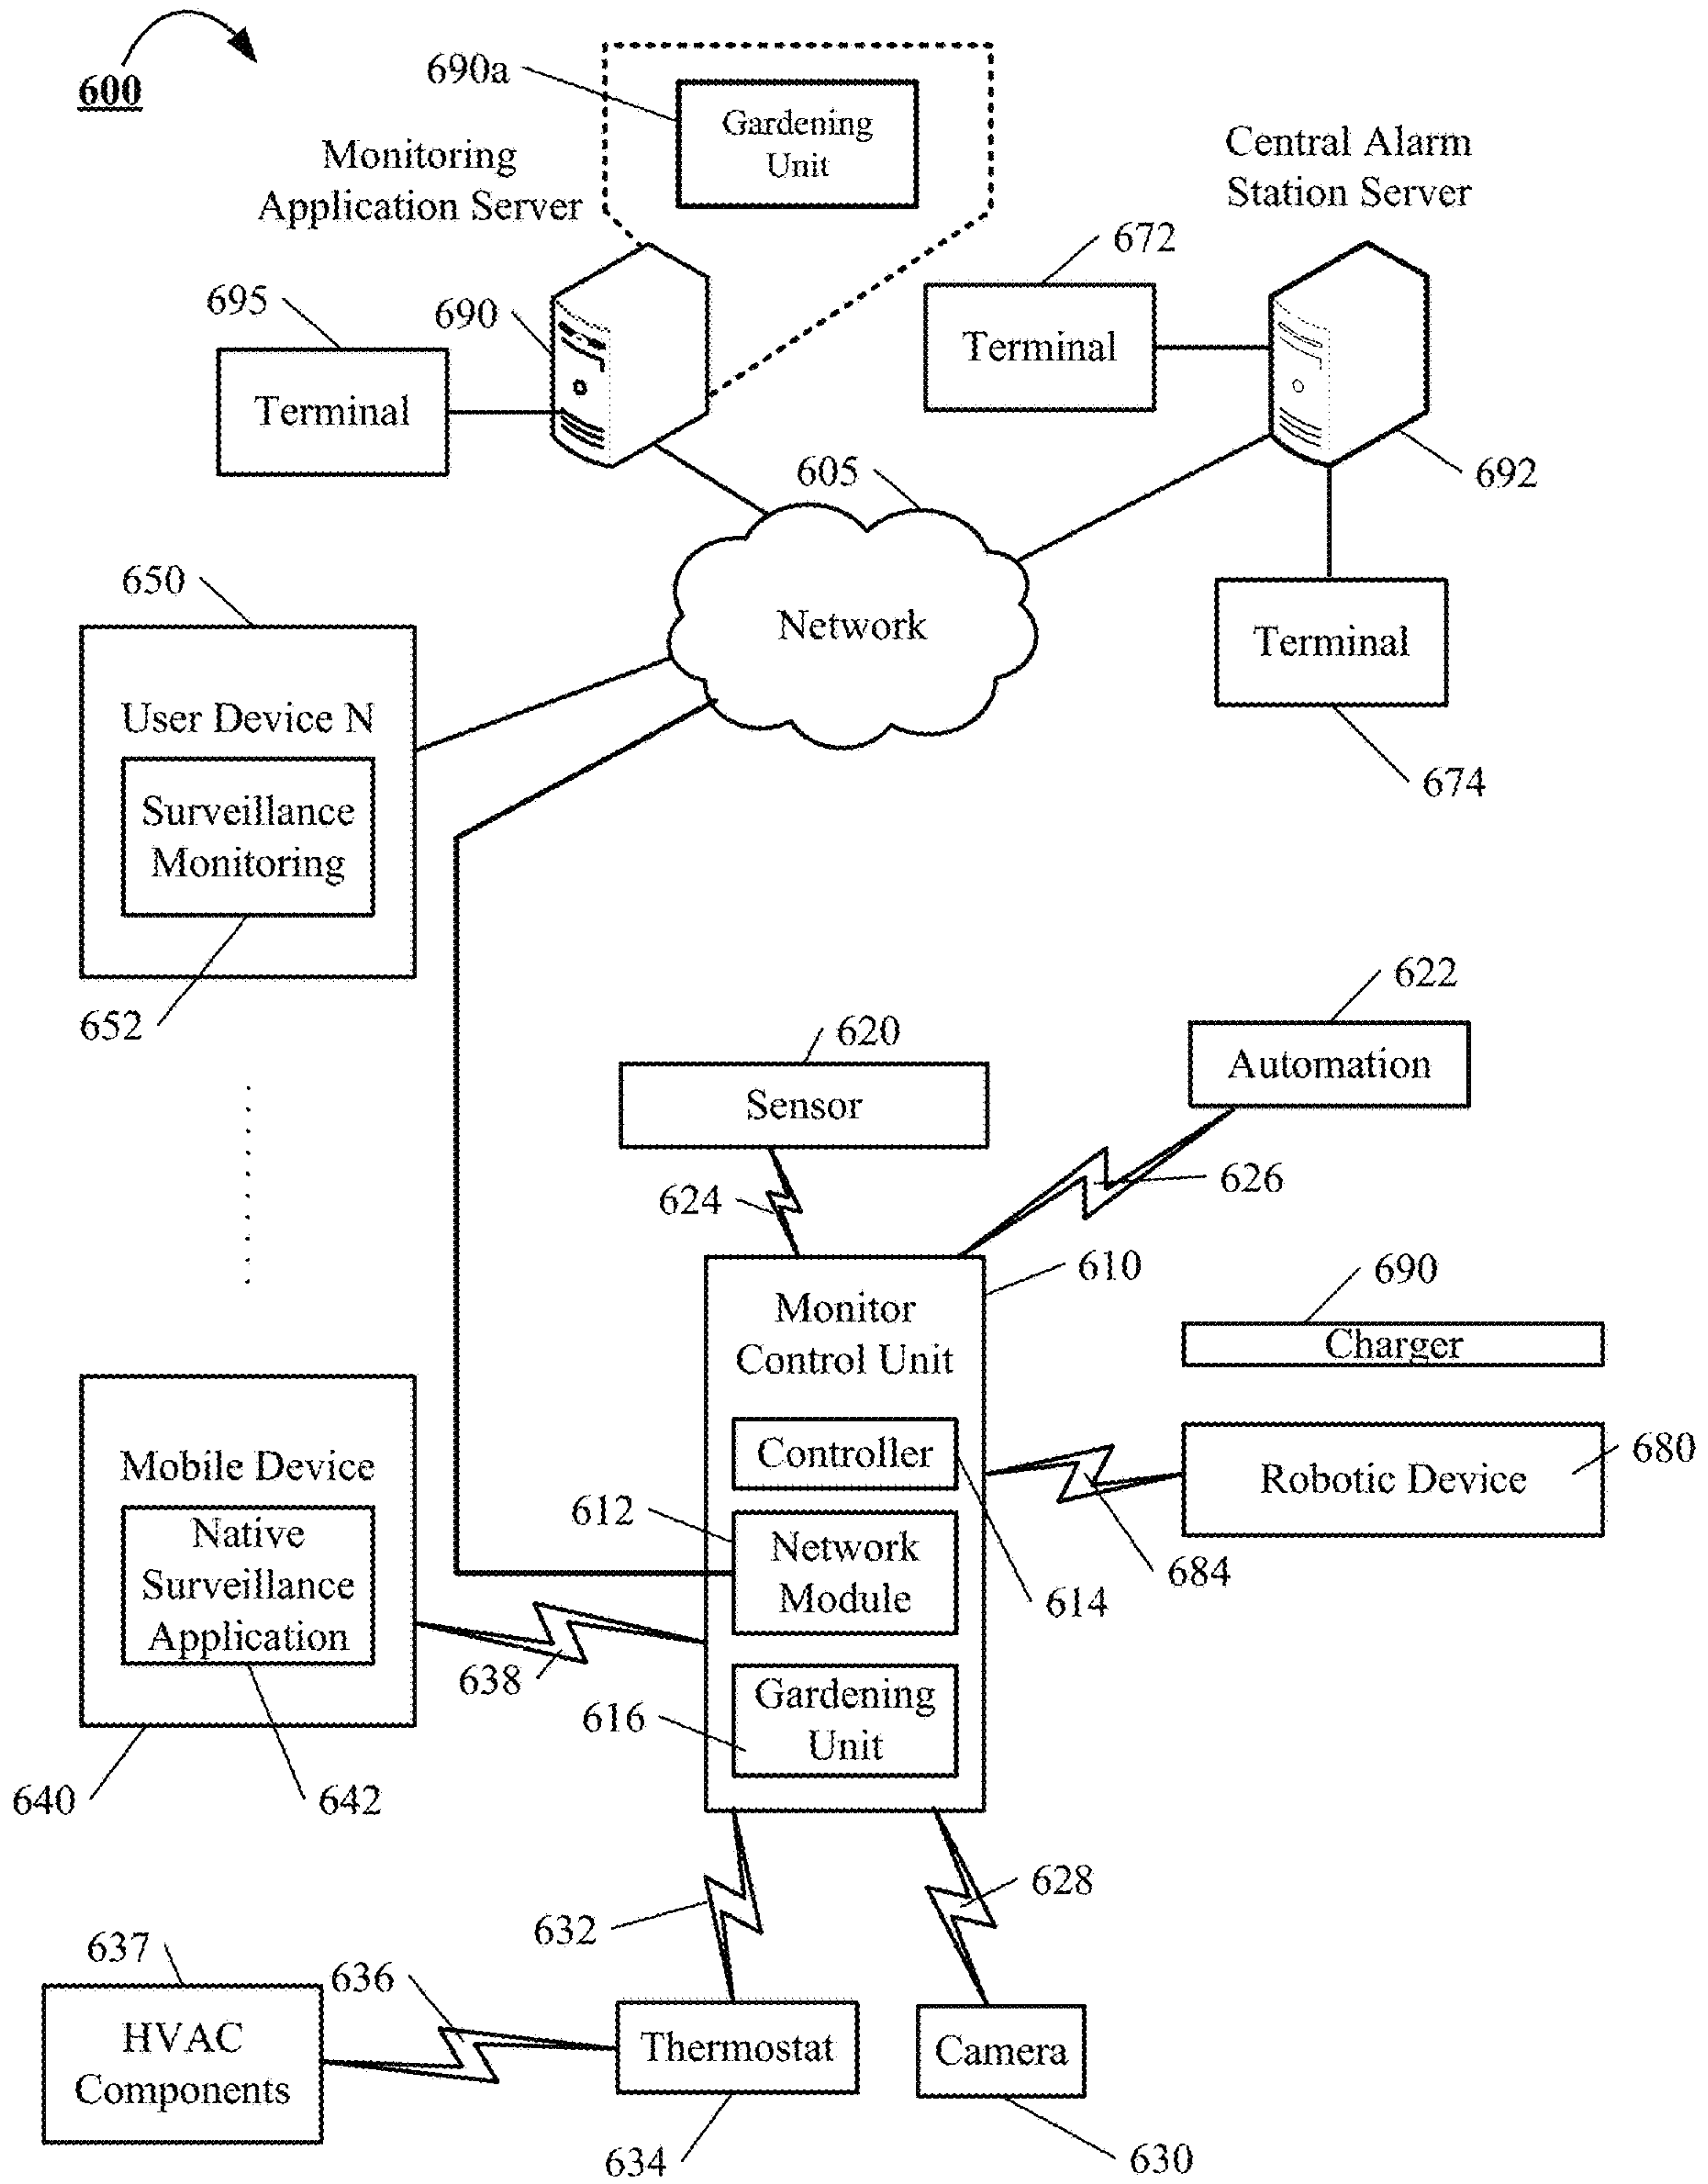 600
690a
Gardening
Unit
Monitoring
Application Server
Central Alarm
Station Server
672
695
690
Terminal
Terminal
692
605
650
Network
Terminal
User Device N
Surveillance
Monitoring
674
652
622
620
Automation
Sensor
626
624
610
690
Monitor
Control Unit
Charger
Controller
680
Mobile Device
Robotic Device
Native
Surveillance
Application
612
Network
Module
684
614
638
616
Gardening
Unit
640
642
632
628
637
636
HVAC
Components
Thermostat
Camera
634
630